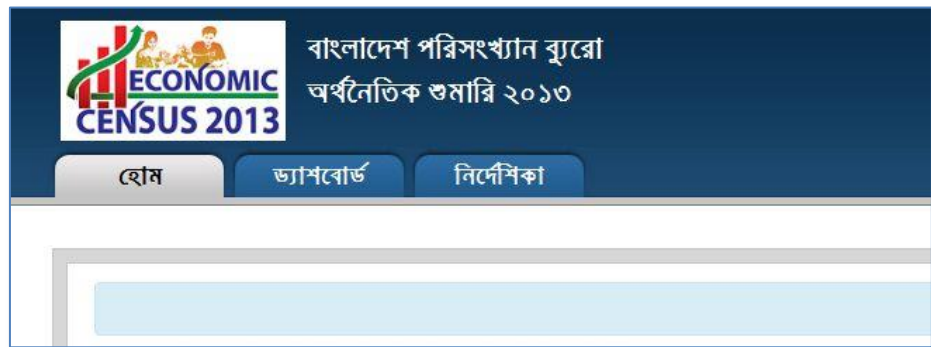 ECONOMIC
CENSUS 2013
বাংলাদেশ পরিসংখ্যান ব্যুরো
অর্থনৈতিক শুমারি ২০১৩
হোম
ড্যাশবোর্ড
নির্দেশিকা